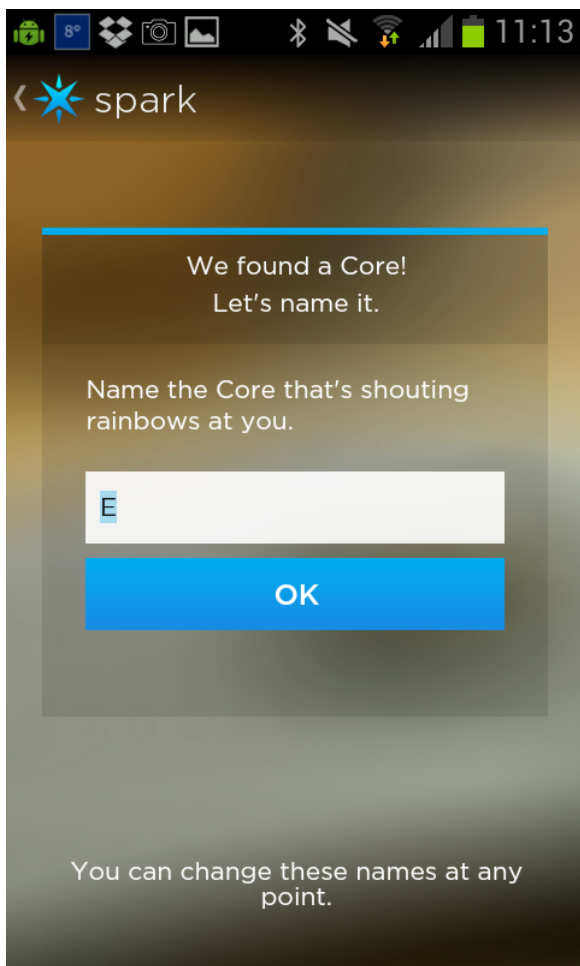 8° 11:13
spark
We found a Core!
Let's name it.
Name the Core that's shouting
rainbows at you.
E
OK
You can change these names at any
point.